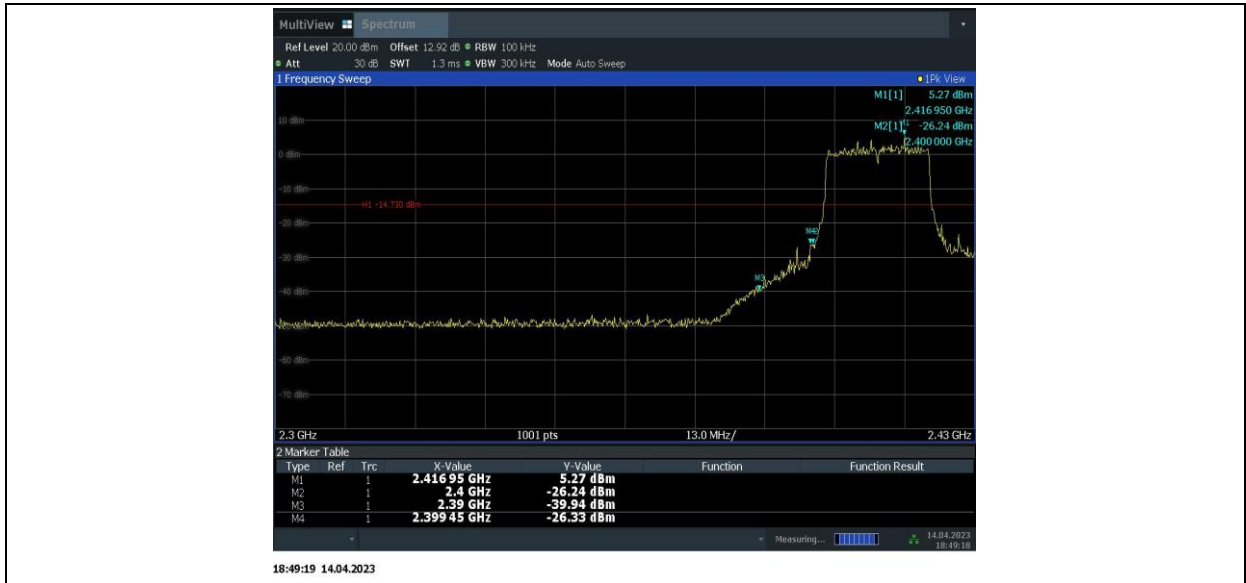 MultiView Spectrum
Ref Level 20.00 dBm Offset 12.92 dB RBW 100 kHz
Att 30 dB SWT 1.3 ms VBW 300 kHz Mode Auto Sweep
1 Frequency Sweep 1Pk View
M1[1] 5.27 dBm
2.416 950 GHz
M2[1] -26.24 dBm
2.400 000 GHz
10 dBm
0 dBm
-10 dBm
H1 -14.730 dBm
-20 dBm
M2
-30 dBm
M3
-40 dBm
-60 dBm
-70 dBm
2.3 GHz 1001 pts 13.0 MHz/ 2.43 GHz
2 Marker Table
Type Ref Trc X-Value Y-Value Function Function Result
M1 1 2.416 95 GHz 5.27 dBm
M2 1 2.4 GHz -26.24 dBm
M3 1 2.39 GHz -39.94 dBm
M4 1 2.399 45 GHz -26.33 dBm
Measuring... 14.04.2023
18:49:18
18:49:19 14.04.2023